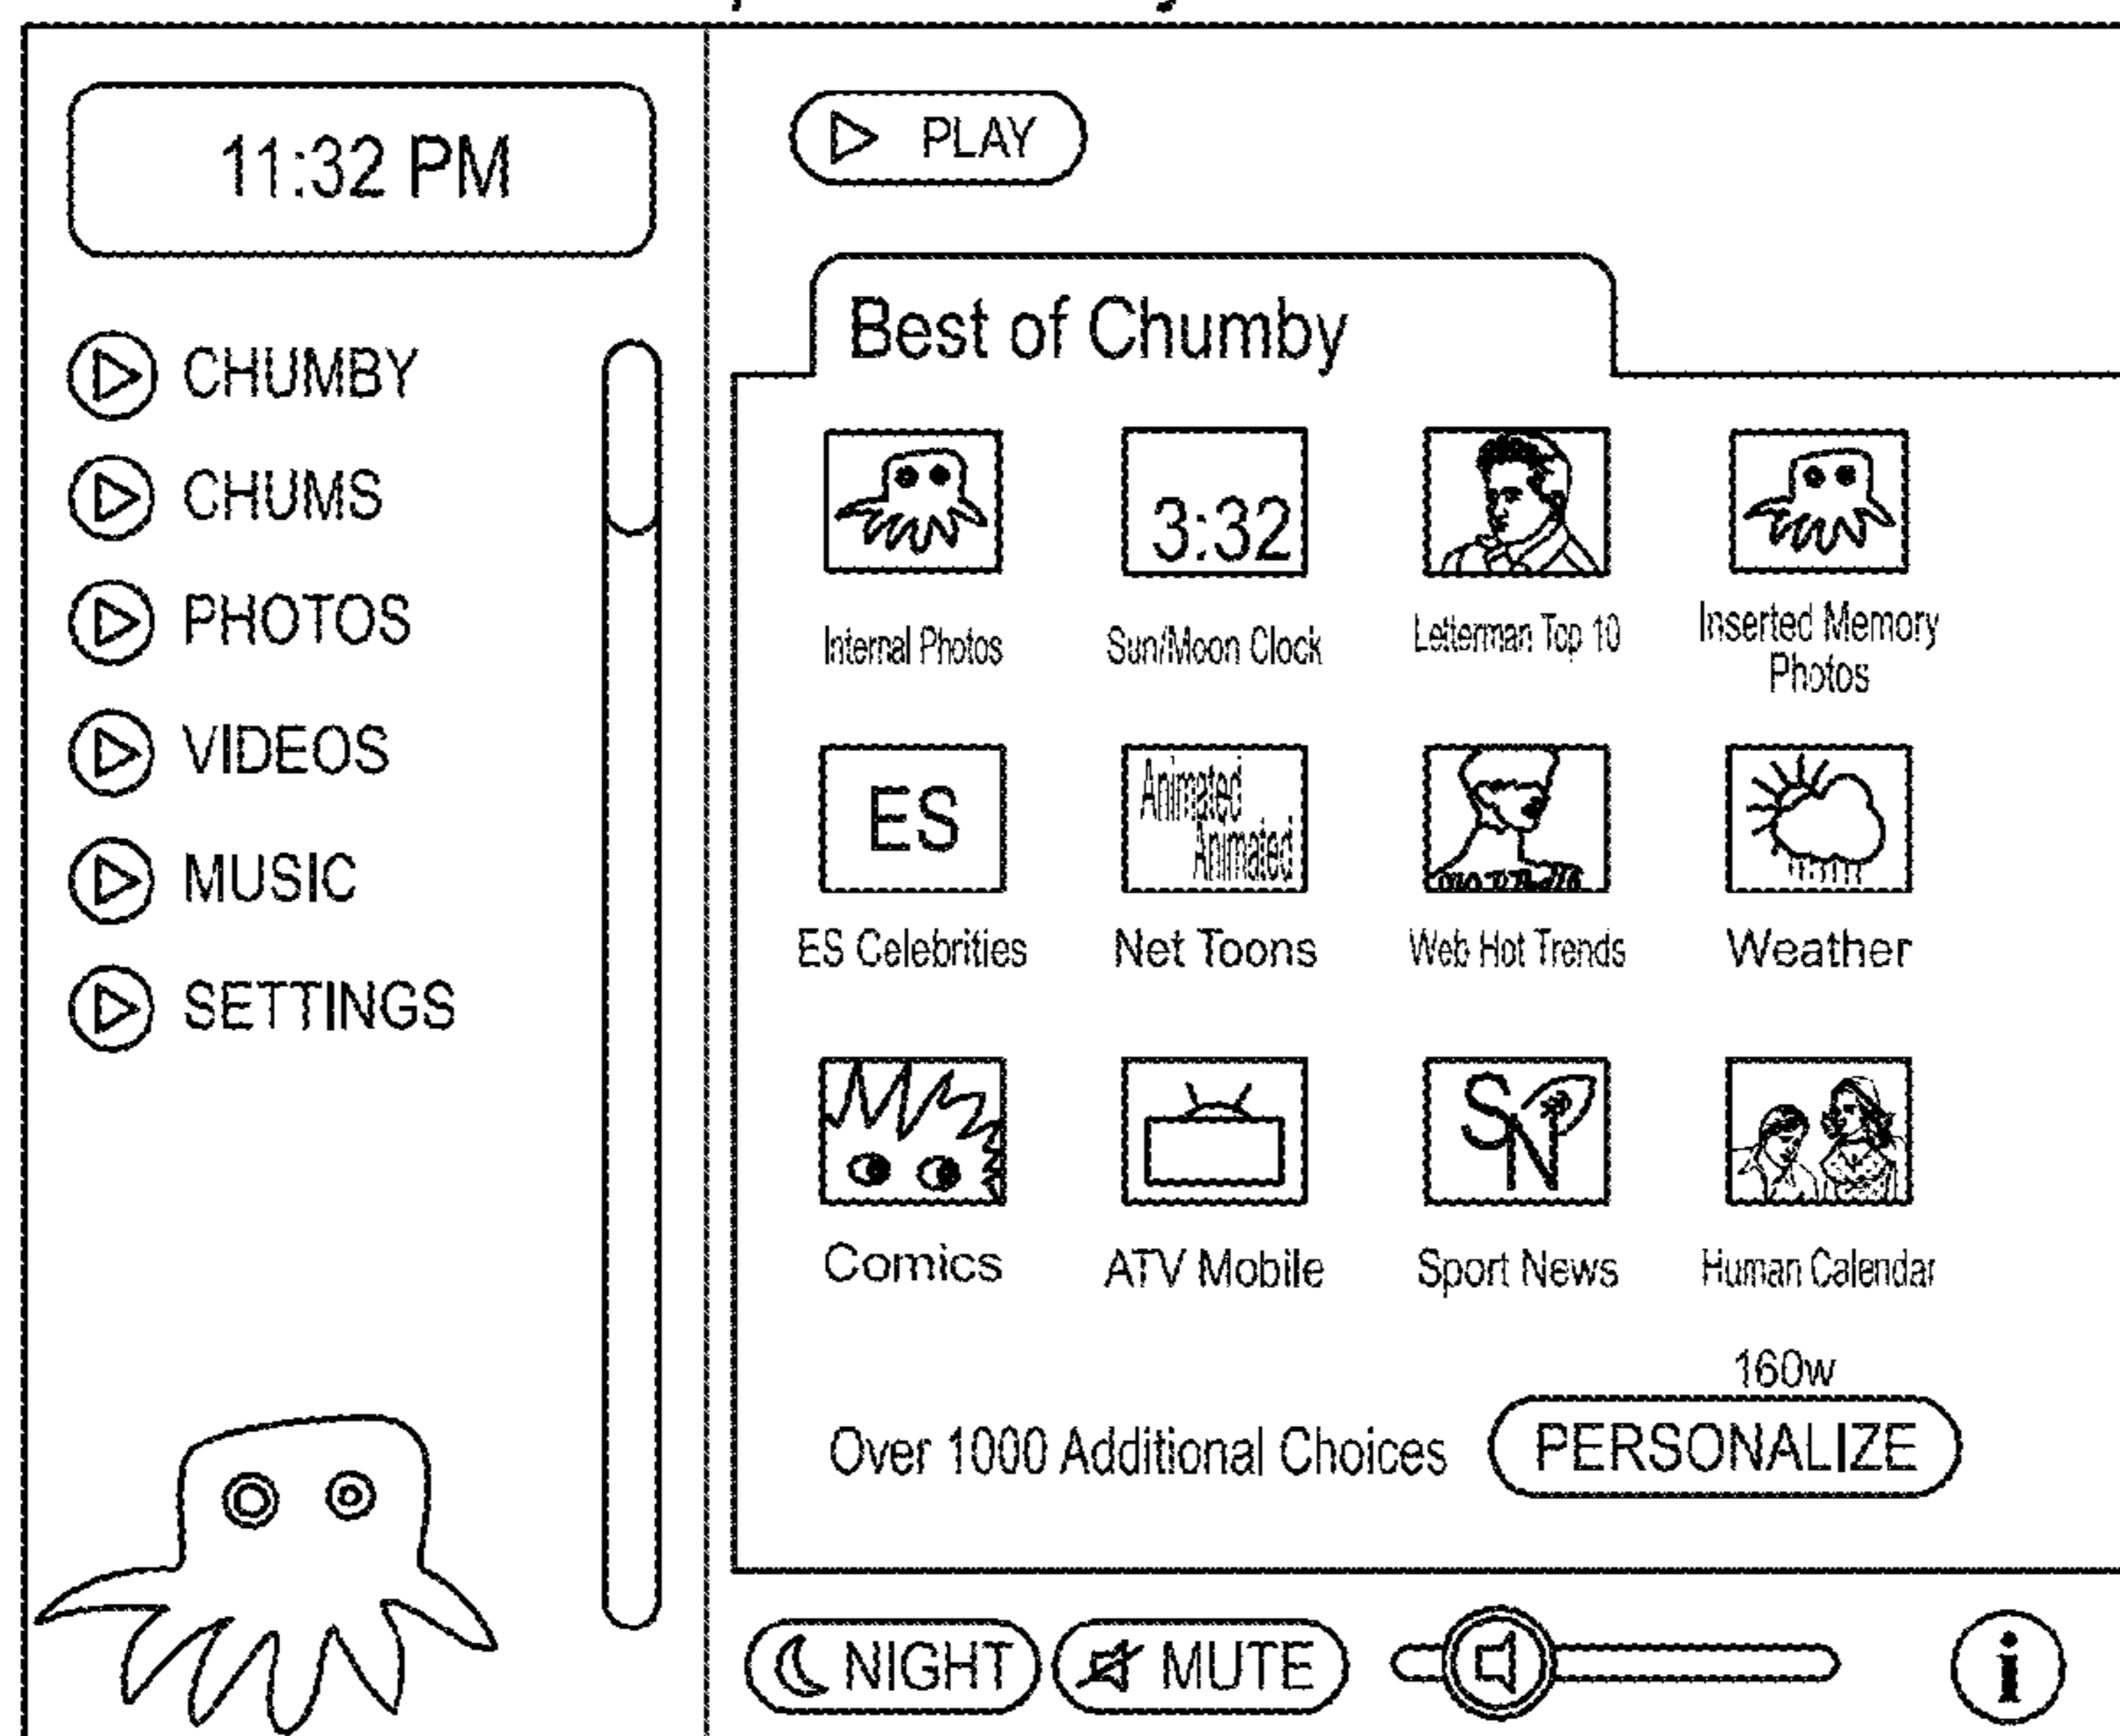 11:32 PM
CHUMBY
CHUMS
PHOTOS
VIDEOS
MUSIC
SETTINGS
PLAY
Best of Chumby
3:32
Internal Photos
Sun/Moon Clock
Letterman Top 10
Inserted Memory
Photos
ES
Animated
Animated
ES Celebrities
Net Toons
Web Hot Trends
Weather
SN
Comics
ATV Mobile
Sport News
Human Calendar
160w
Over 1000 Additional Choices
PERSONALIZE
NIGHT
MUTE
i